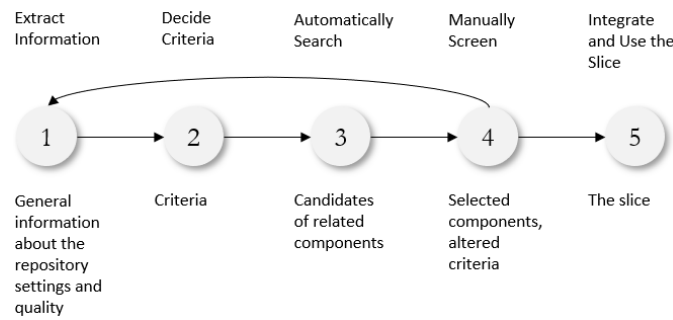 Extract
Information
Decide
Criteria
Automatically
Search
Manually
Screen
Integrate
and Use the
Slice
1
2
3
4
5
General
information
about the
repository
settings and
quality
Criteria
Candidates
of related
components
Selected
components,
altered
criteria
The slice